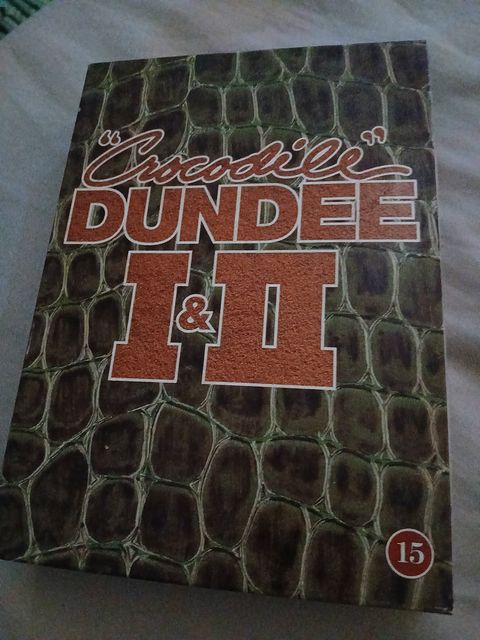 "Crocodile"
DUNDEE
I & II
15